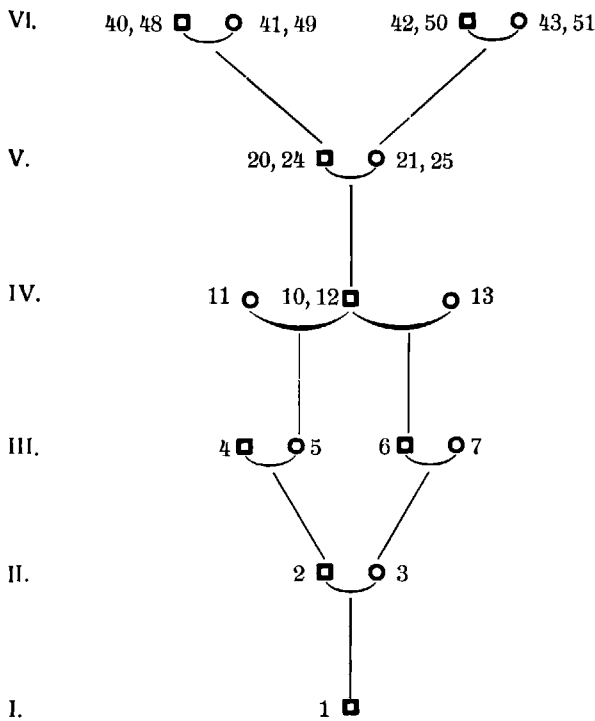 VI. 40, 48 41, 49 42, 50 43, 51
V. 20, 24 21, 25
IV. 11 10, 12 13
III. 4 5 6 7
II. 2 3
I. 1